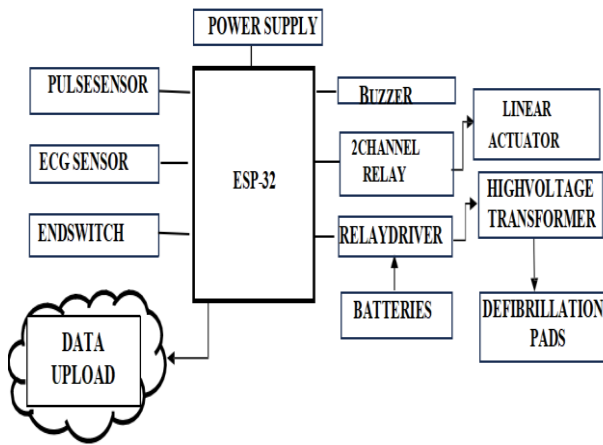 POWER SUPPLY
PULSESENSOR
BUZZER
LINEAR
ACTUATOR
ECG SENSOR
ESP-32
2CHANNEL
RELAY
HIGHVOLTAGE
TRANSFORMER
ENDSWITCH
RELAYDRIVER
BATTERIES
DEFIBRILLATION
PADS
DATA
UPLOAD